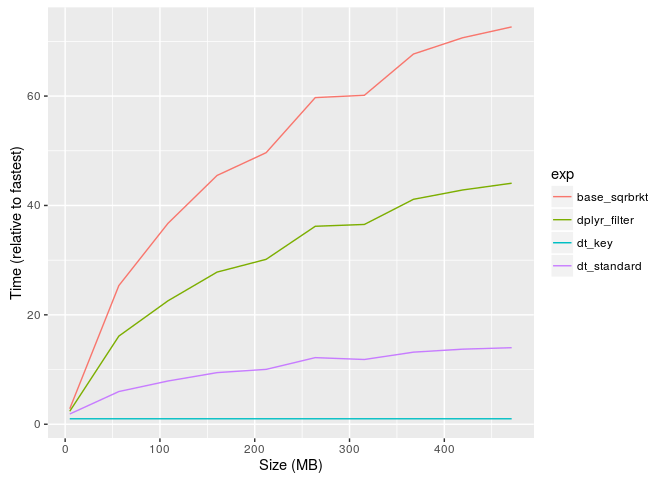 60
40
20
0
0 100 200 300 400
Size (MB)
Time (relative to fastest)
exp
base_sqrbrkt
dplyr_filter
dt_key
dt_standard